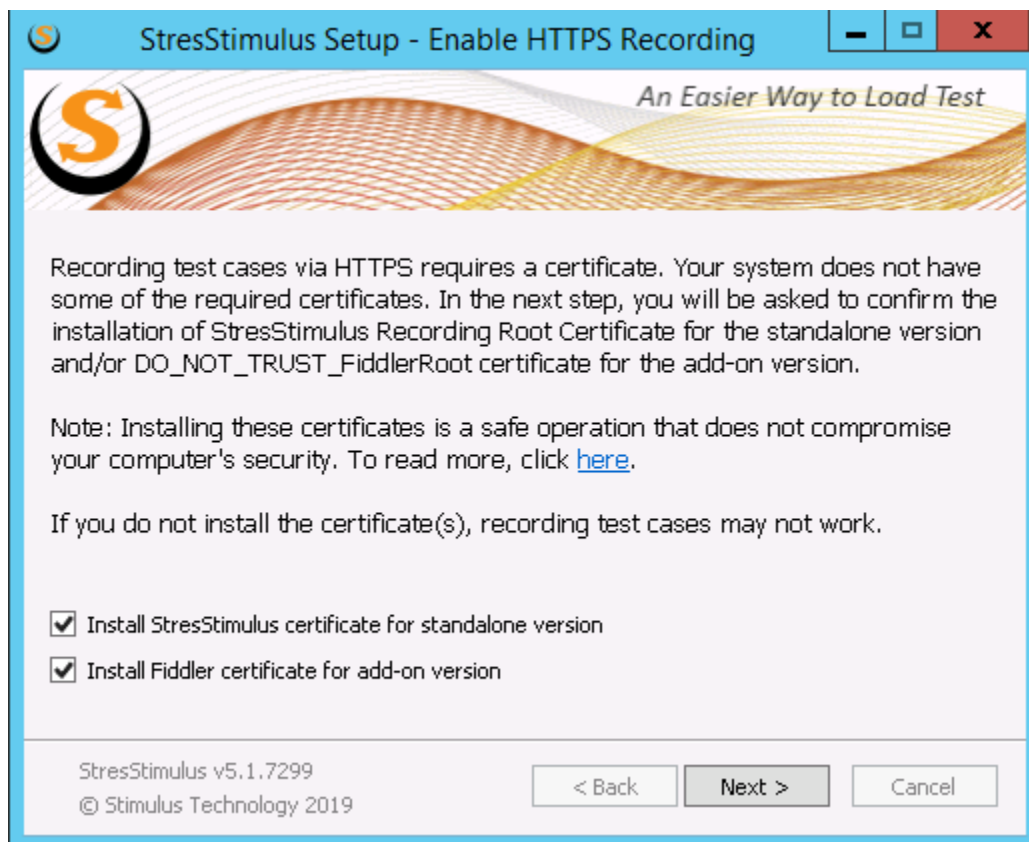 StresStimulus Setup - Enable HTTPS Recording
An Easier Way to Load Test
Recording test cases via HTTPS requires a certificate. Your system does not have
some of the required certificates. In the next step, you will be asked to confirm the
installation of StresStimulus Recording Root Certificate for the standalone version
and/or DO_NOT_TRUST_FiddlerRoot certificate for the add-on version.
Note: Installing these certificates is a safe operation that does not compromise
your computer's security. To read more, click here.
If you do not install the certificate(s), recording test cases may not work.
Install StresStimulus certificate for standalone version
Install Fiddler certificate for add-on version
StresStimulus v5.1.7299
© Stimulus Technology 2019
< Back
Next >
Cancel